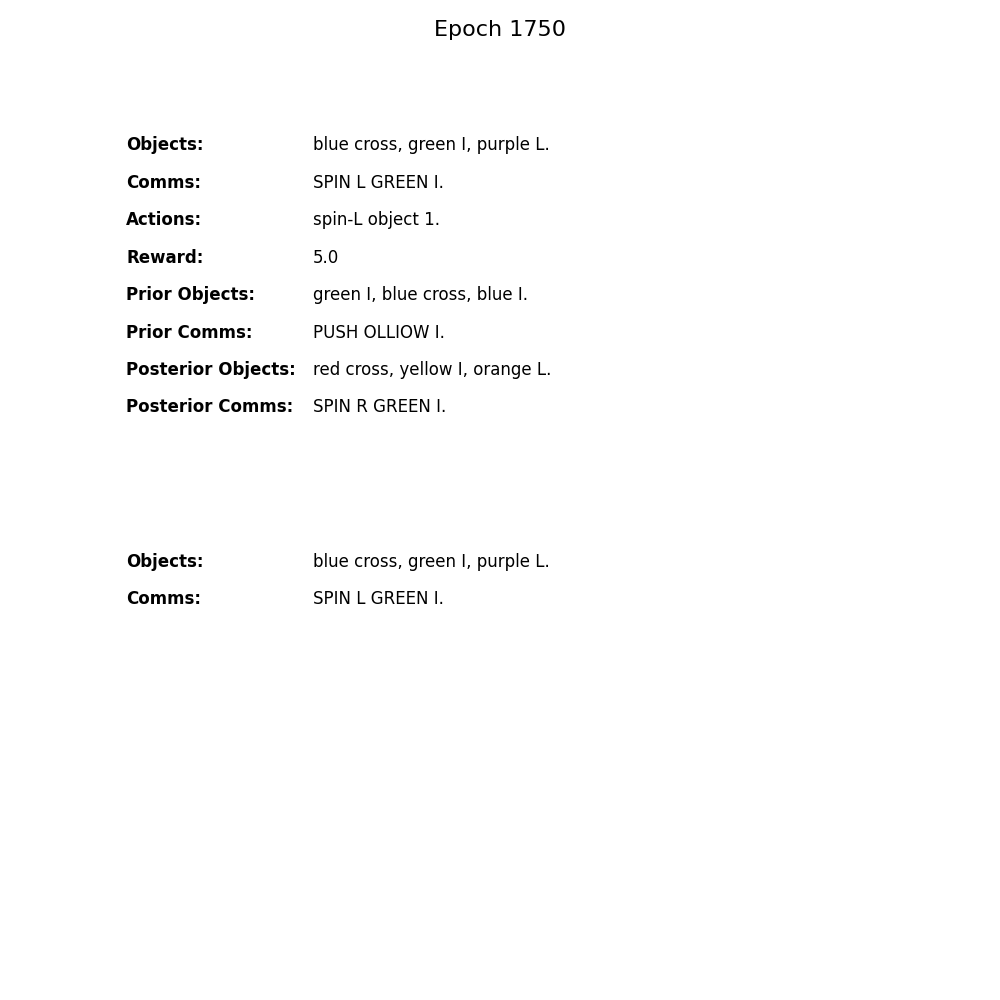 Epoch 1750
Objects: blue cross, green I, purple L.
Comms: SPIN L GREEN I.
Actions: spin-L object 1.
Reward: 5.0
Prior Objects: green I, blue cross, blue I.
Prior Comms: PUSH OLLIOW I.
Posterior Objects: red cross, yellow I, orange L.
Posterior Comms: SPIN R GREEN I.
Objects: blue cross, green I, purple L.
Comms: SPIN L GREEN I.